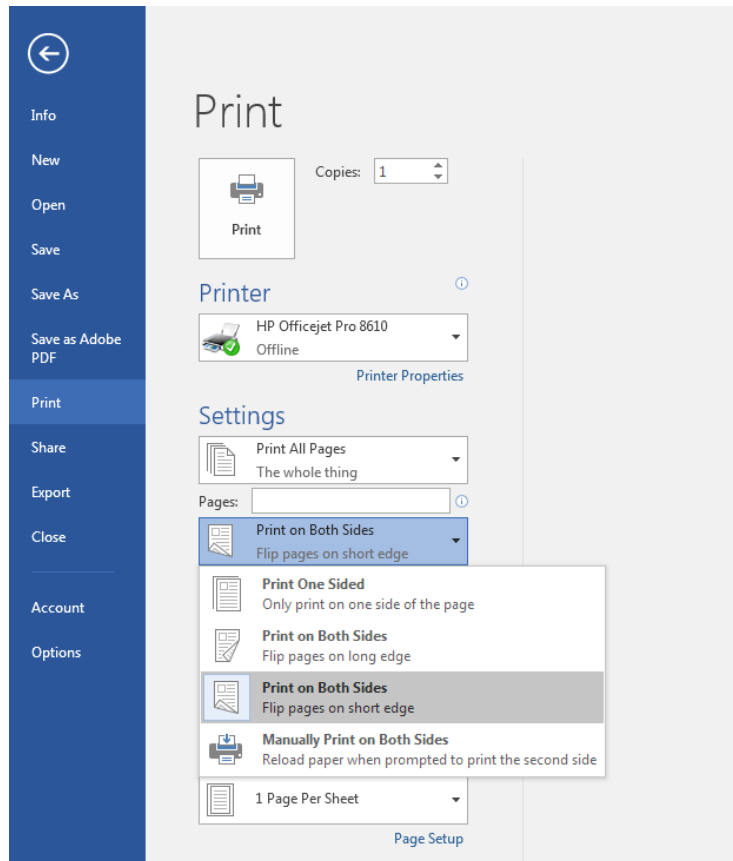 Info
New
Open
Save
Save As
Save as Adobe
PDF
Print
Share
Export
Close
Account
Options
Print
Copies: 1
Print
Printer
HP Officejet Pro 8610
Offline
Printer Properties
Settings
Print All Pages
The whole thing
Pages:
Print on Both Sides
Flip pages on short edge
Print One Sided
Only print on one side of the page
Print on Both Sides
Flip pages on long edge
Print on Both Sides
Flip pages on short edge
Manually Print on Both Sides
Reload paper when prompted to print the second side
1 Page Per Sheet
Page Setup